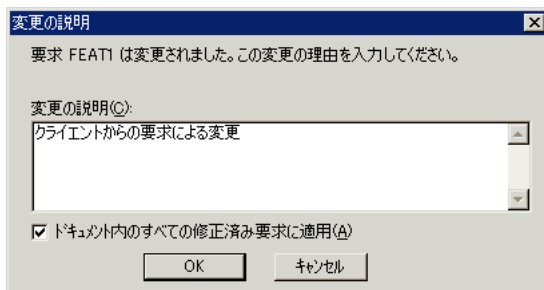 変更の説明
要求 FEAT1 は変更されました。この変更の理由を入力してください。
変更の説明(C):
クライエントからの要求による変更
ドキュメント内のすべての修正済み要求に適用(A)
OK キャンセル